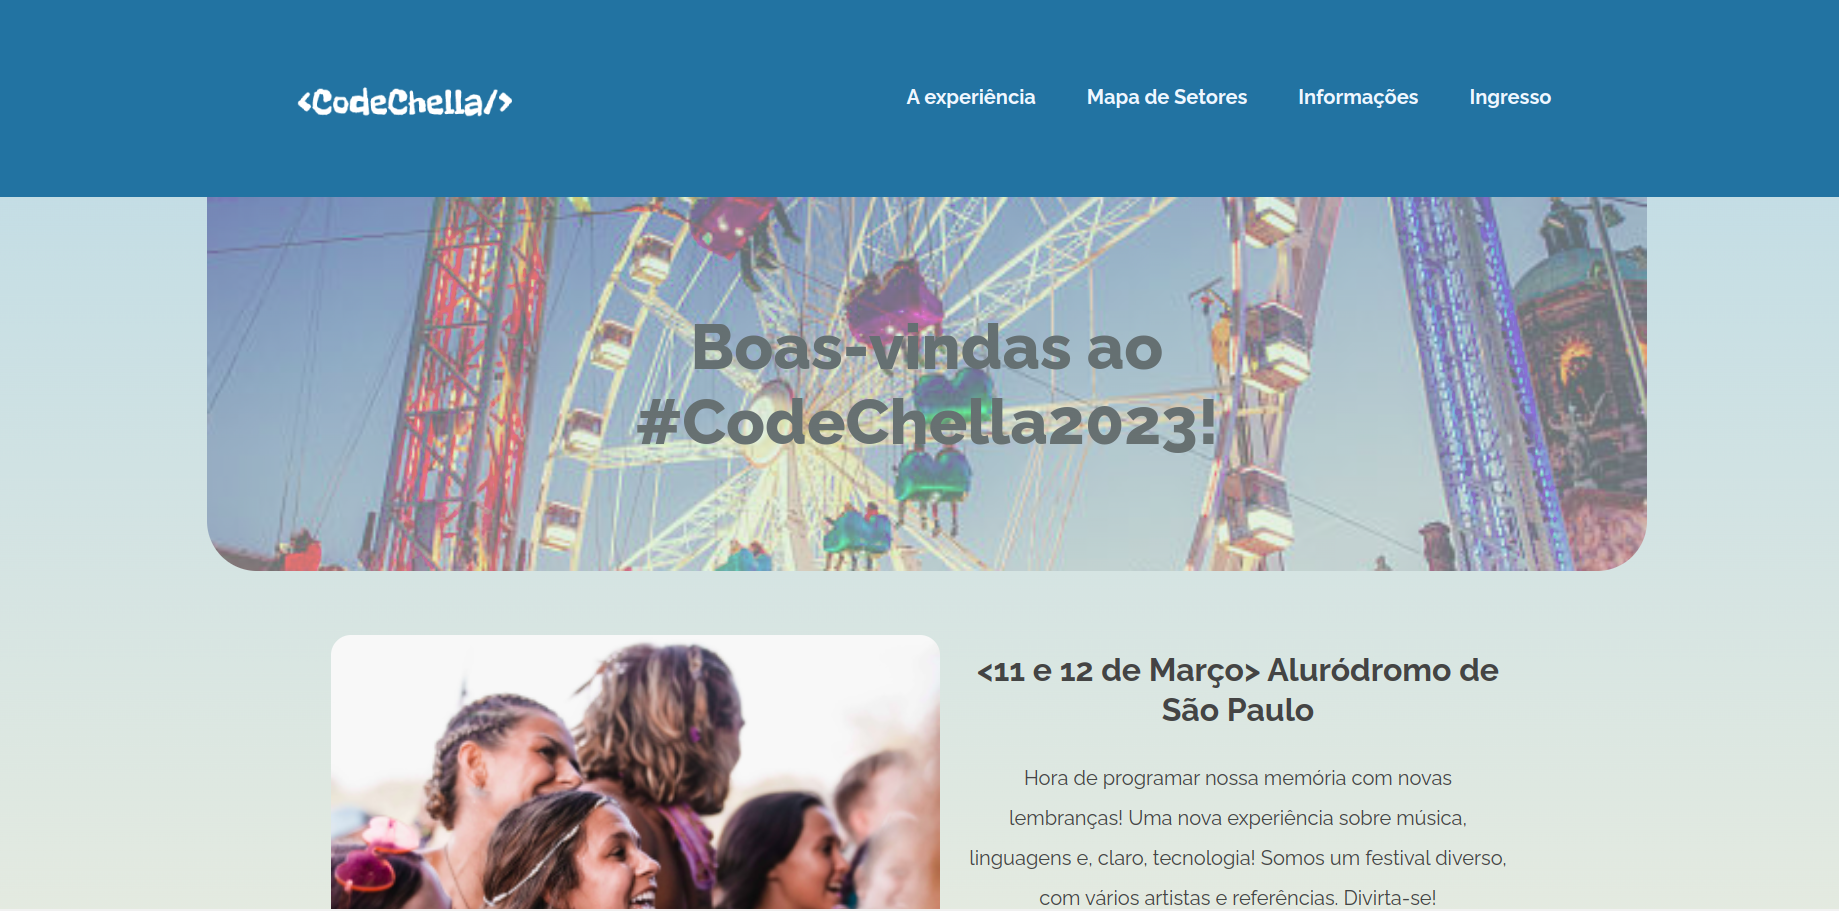 <CodeChella/>
A experiência Mapa de Setores Informações Ingresso
Boas-vindas ao
#CodeChella2023!
<11 e 12 de Março> Aluródromo de
São Paulo
Hora de programar nossa memória com novas
lembranças! Uma nova experiência sobre música,
linguagens e, claro, tecnologia! Somos um festival diverso,
com vários artistas e referências. Divirta-se!